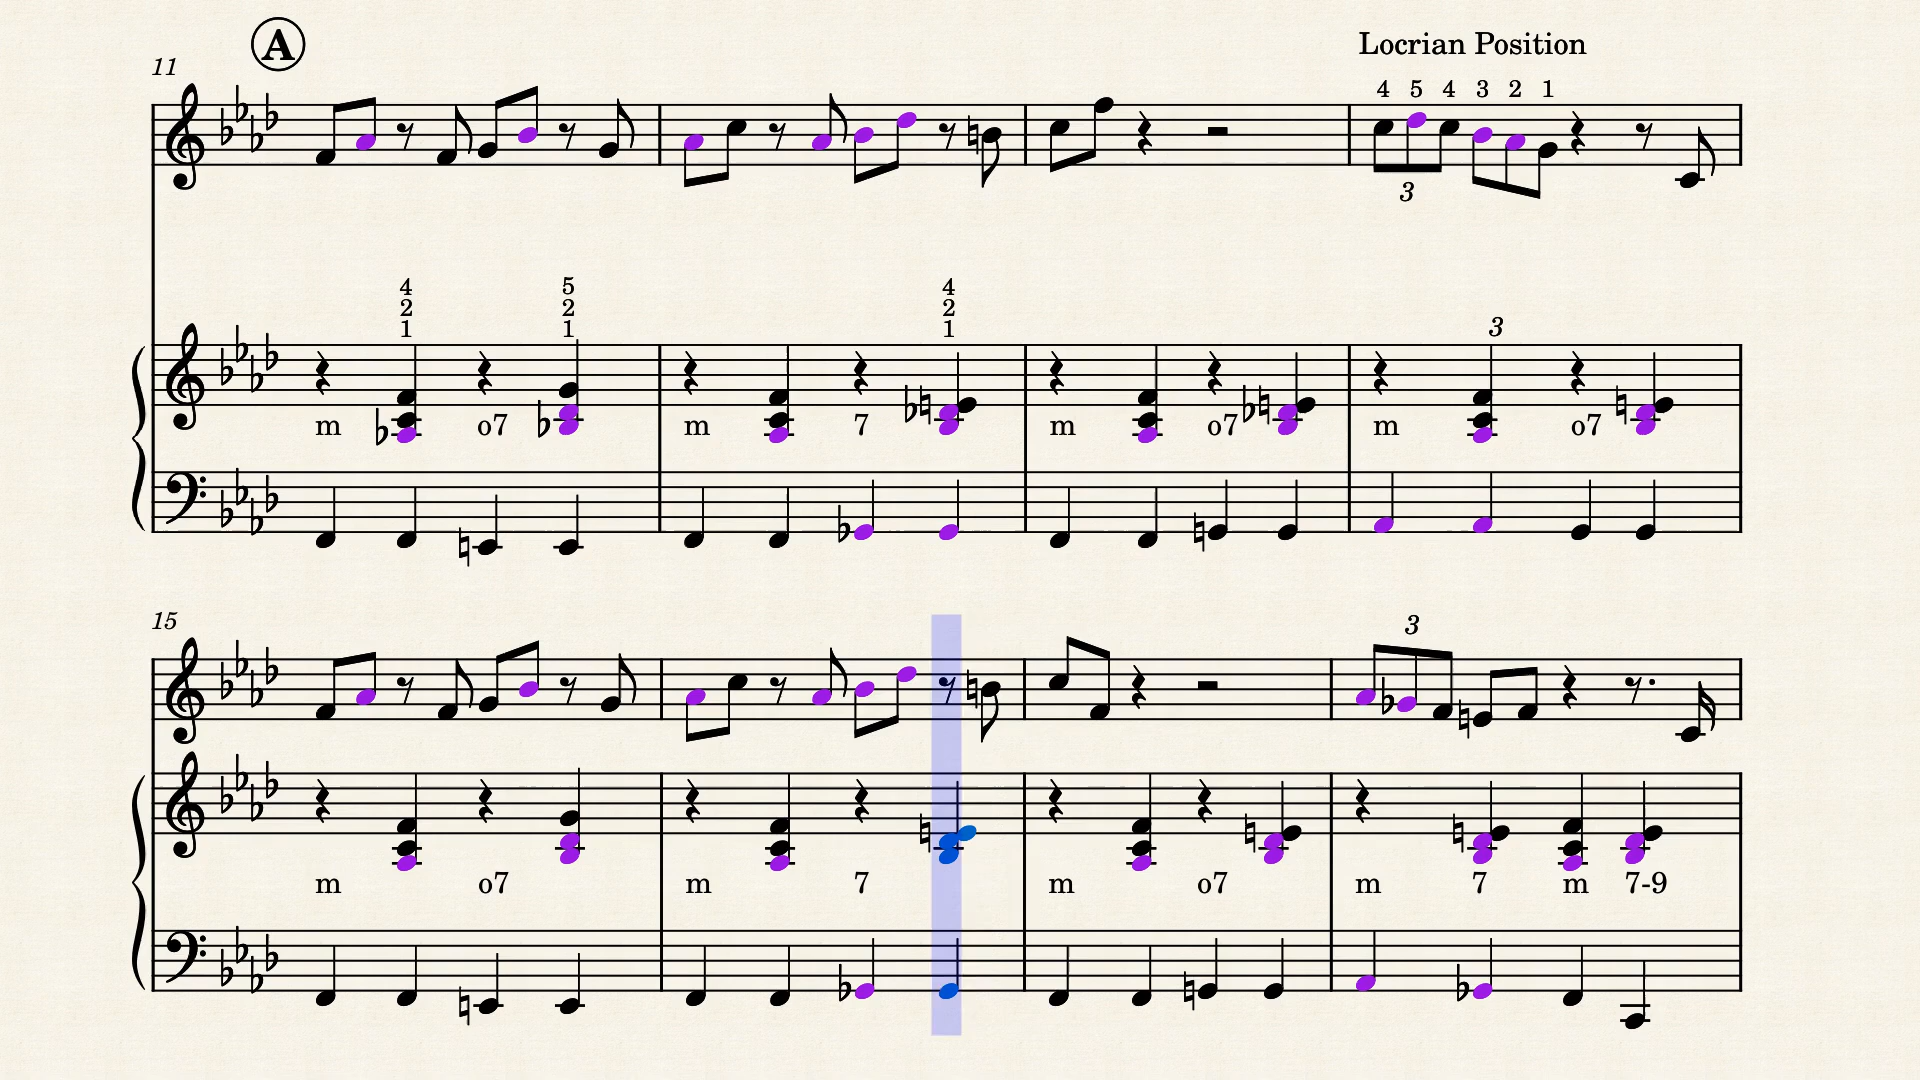 A
11
Locrian Position
4 5 4 3 2 1
3
4 5 4
2 2 2
1 1 1
3
m o7 m 7 m o7 m o7
15
3
m o7 m 7 m o7 m 7 m 7-9